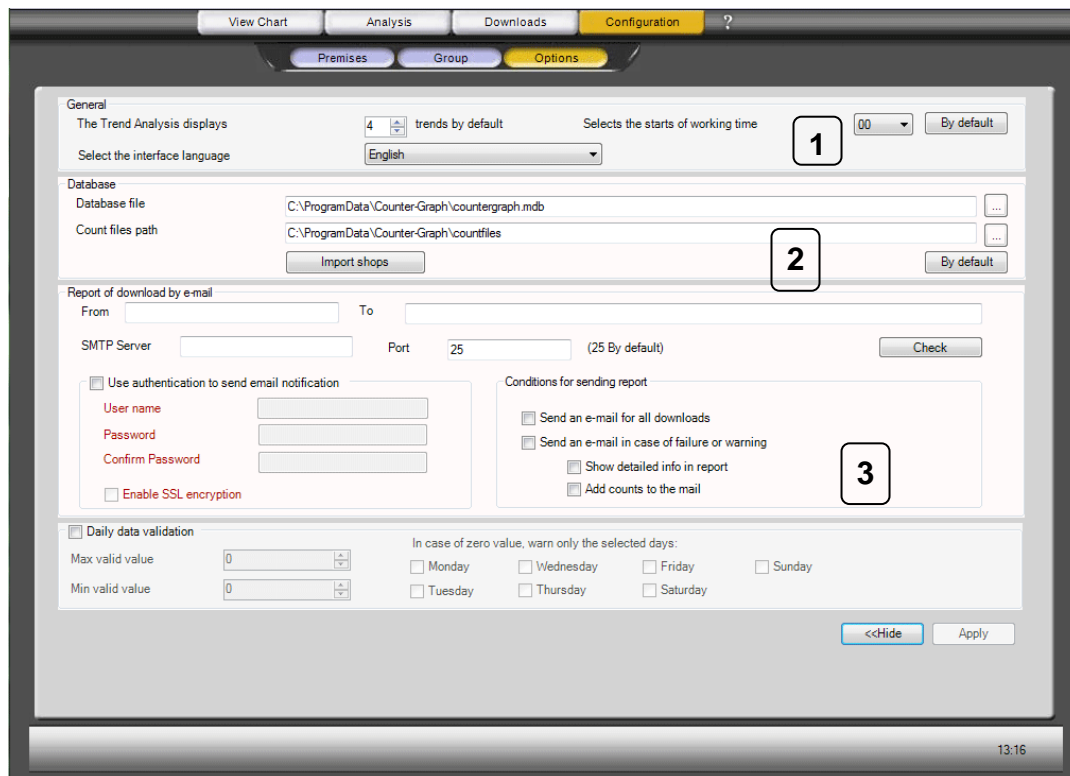 View Chart Analysis Downloads Configuration ?
Premises Group Options
General
The Trend Analysis displays 4 trends by default Selects the starts of working time 1 00 By default
Select the interface language English
Database
Database file C:\ProgramData\Counter-Graph\countergraph.mdb ...
Count files path C:\ProgramData\Counter-Graph\countfiles ...
Import shops 2 By default
Report of download by e-mail
From To
SMTP Server Port 25 (25 By default) Check
Use authentication to send email notification
User name
Password
Confirm Password
Enable SSL encryption
Conditions for sending report
Send an e-mail for all downloads
Send an e-mail in case of failure or warning
Show detailed info in report
Add counts to the mail
3
Daily data validation
Max valid value 0
Min valid value 0
In case of zero value, warn only the selected days:
Monday Wednesday Friday Sunday
Tuesday Thursday Saturday
<<Hide Apply
13:16